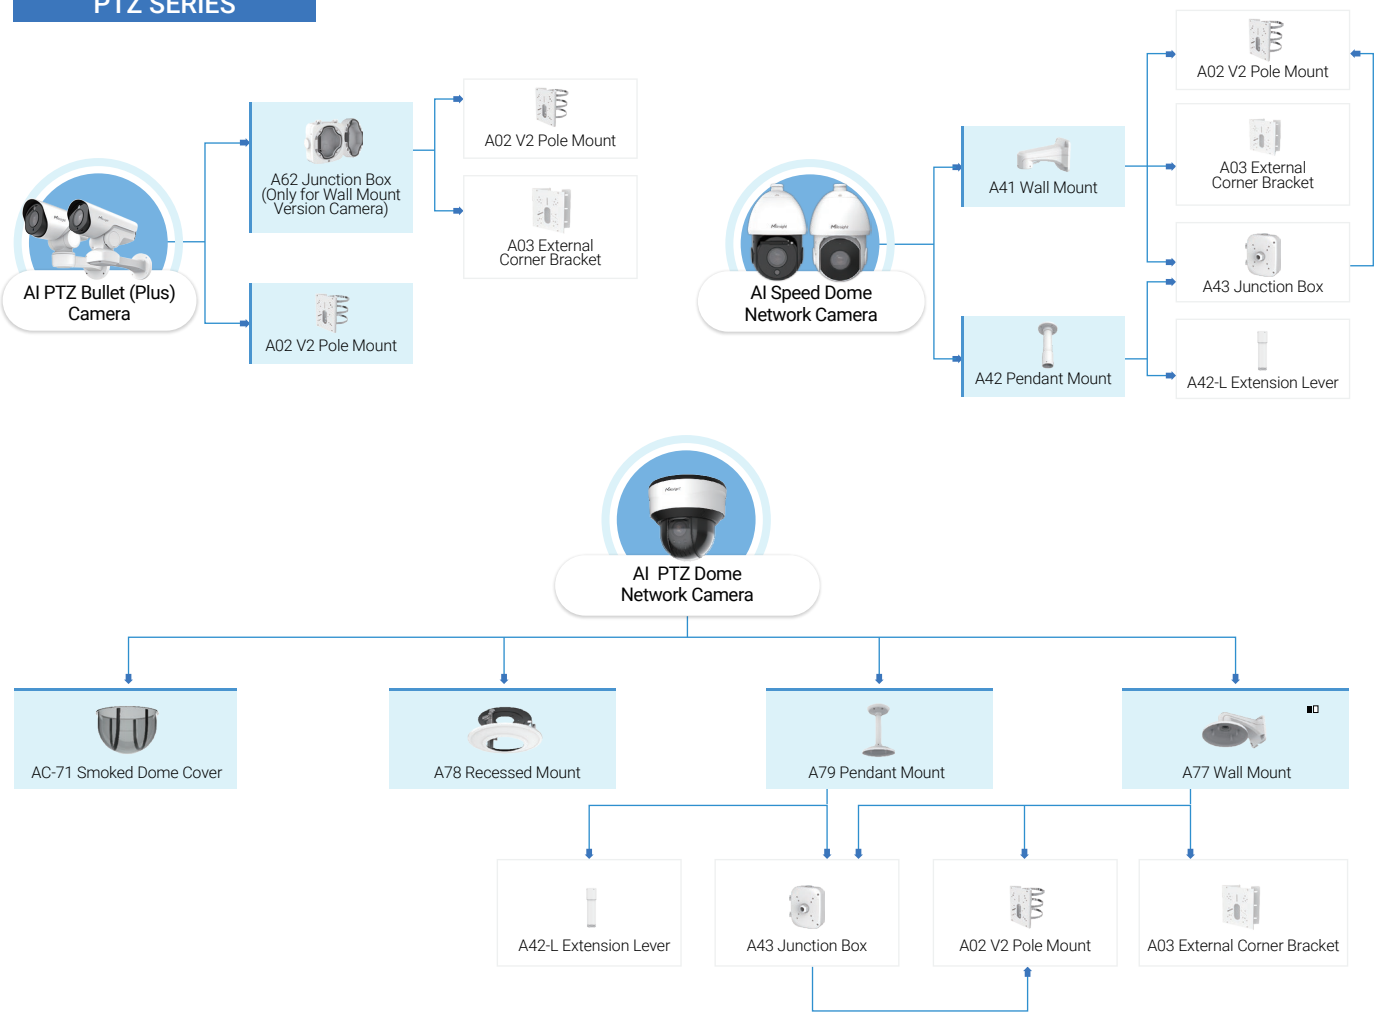 PTZ SERIES
A62 Junction Box
(Only for Wall Mount
Version Camera)
A02 V2 Pole Mount
A03 External
Corner Bracket
AI PTZ Bullet (Plus)
Camera
A02 V2 Pole Mount
A02 V2 Pole Mount
A41 Wall Mount
A03 External
Corner Bracket
Milesight
Milesight
AI Speed Dome
Network Camera
A43 Junction Box
A42 Pendant Mount
A42-L Extension Lever
Milesight
AI PTZ Dome
Network Camera
AC-71 Smoked Dome Cover
A78 Recessed Mount
A79 Pendant Mount
A77 Wall Mount
A42-L Extension Lever
A43 Junction Box
A02 V2 Pole Mount
A03 External Corner Bracket